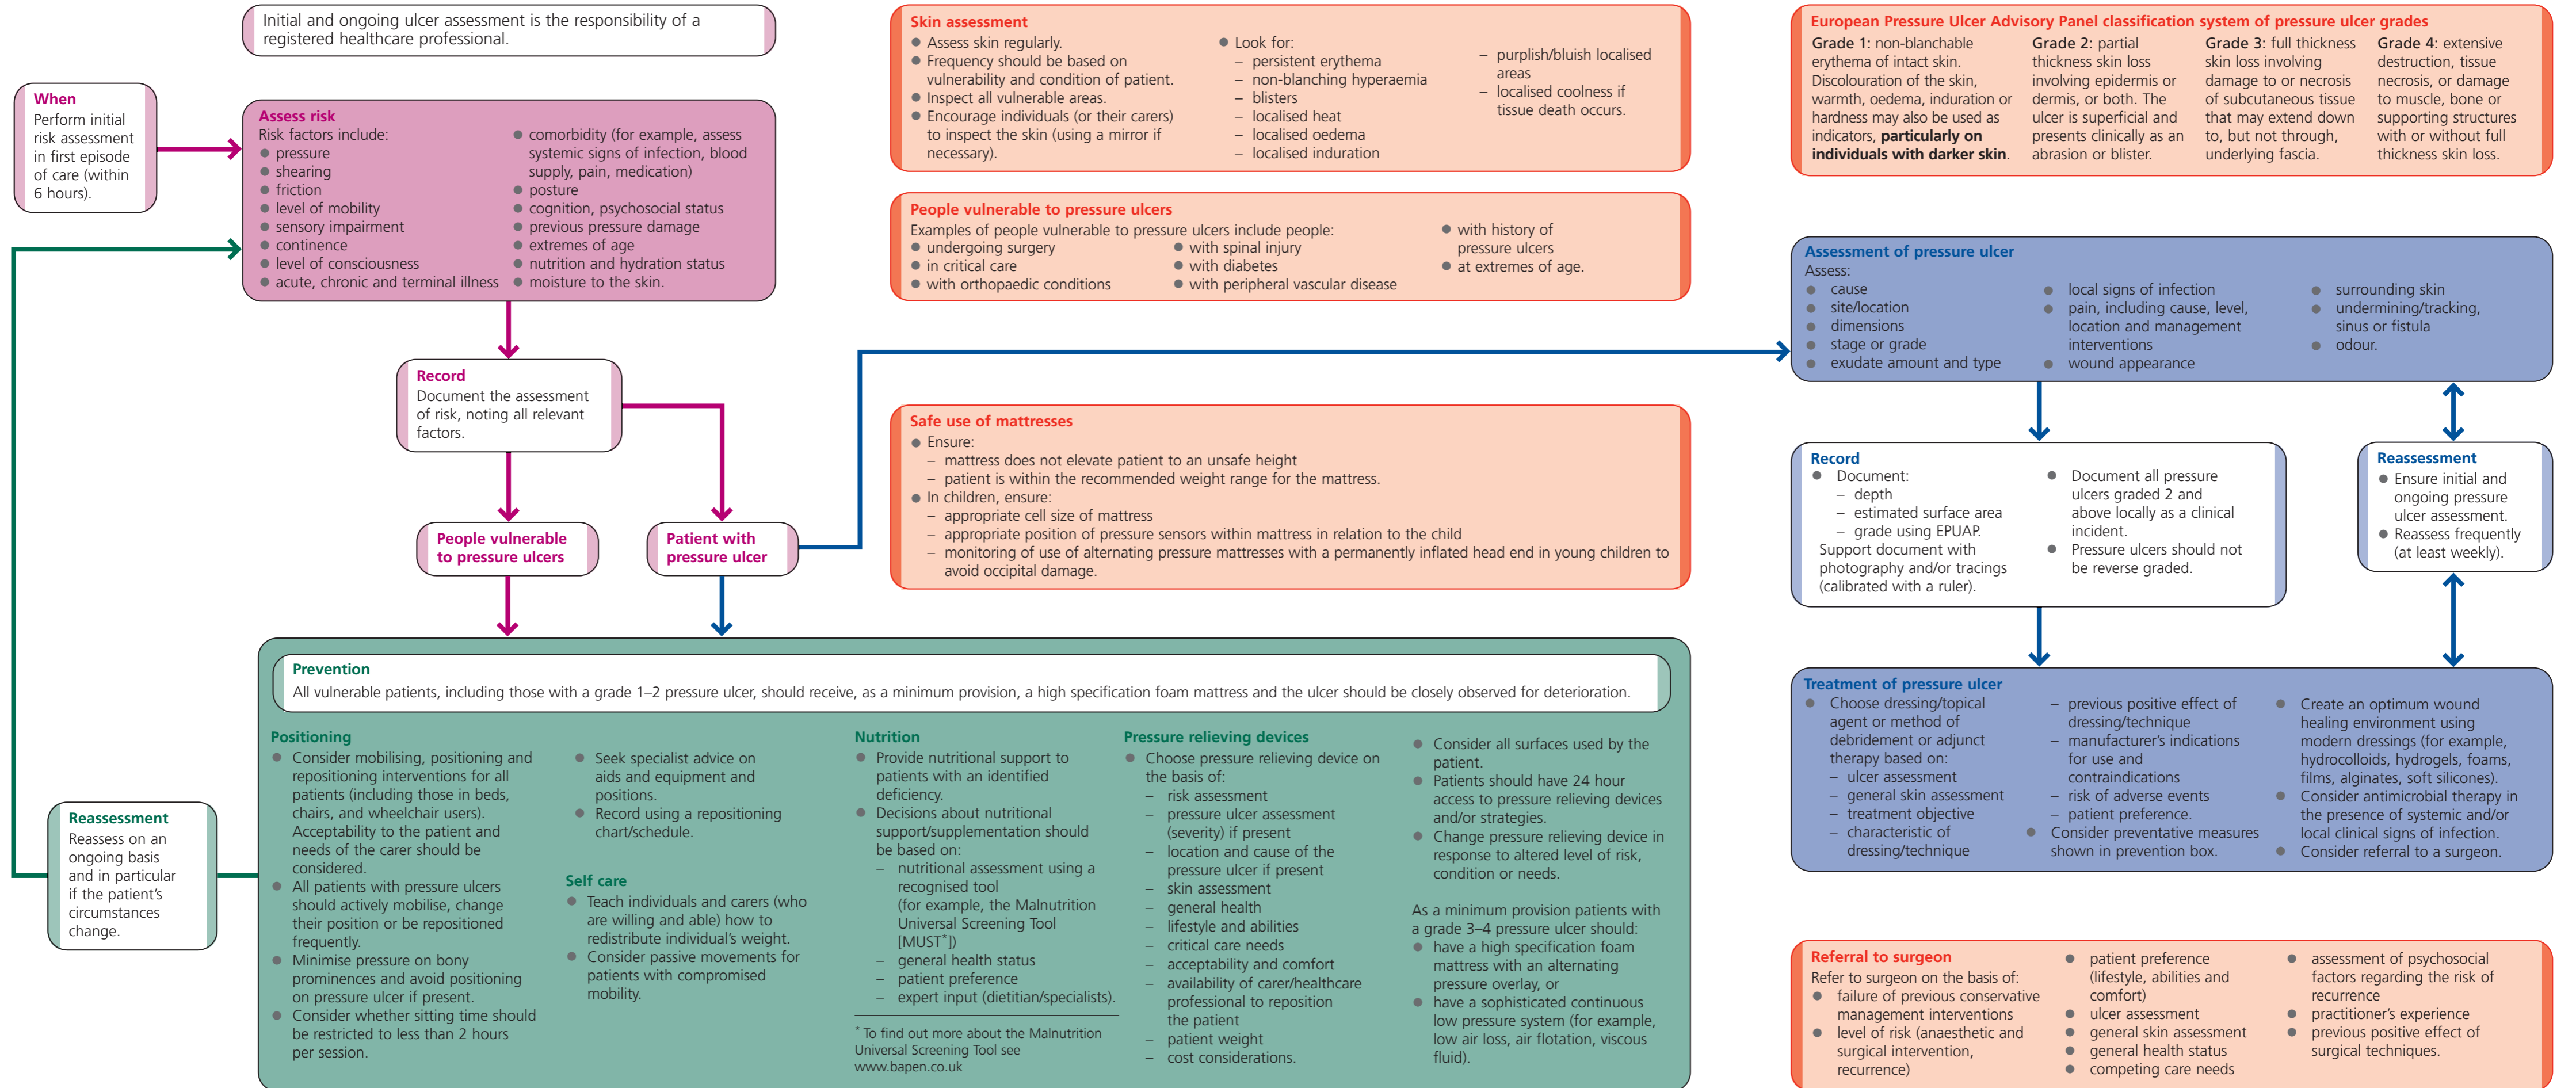 Initial and ongoing ulcer assessment is the responsibility of a
registered healthcare professional.
When
Perform initial
risk assessment
in first episode
of care (within
6 hours).
Assess risk
Risk factors include:
● pressure
● shearing
● friction
● level of mobility
● sensory impairment
● continence
● level of consciousness
● acute, chronic and terminal illness
● comorbidity (for example, assess
systemic signs of infection, blood
supply, pain, medication)
● posture
● cognition, psychosocial status
● previous pressure damage
● extremes of age
● nutrition and hydration status
● moisture to the skin.
Record
Document the assessment
of risk, noting all relevant
factors.
People vulnerable
to pressure ulcers
Patient with
pressure ulcer
Skin assessment
● Assess skin regularly.
● Frequency should be based on
vulnerability and condition of patient.
● Inspect all vulnerable areas.
● Encourage individuals (or their carers)
to inspect the skin (using a mirror if
necessary).
● Look for:
– persistent erythema
– non-blanching hyperaemia
– blisters
– localised heat
– localised oedema
– localised induration
– purplish/bluish localised
areas
– localised coolness if
tissue death occurs.
People vulnerable to pressure ulcers
Examples of people vulnerable to pressure ulcers include people:
● undergoing surgery
● in critical care
● with orthopaedic conditions
● with spinal injury
● with diabetes
● with peripheral vascular disease
● with history of
pressure ulcers
● at extremes of age.
Safe use of mattresses
● Ensure:
– mattress does not elevate patient to an unsafe height
– patient is within the recommended weight range for the mattress.
● In children, ensure:
– appropriate cell size of mattress
– appropriate position of pressure sensors within mattress in relation to the child
– monitoring of use of alternating pressure mattresses with a permanently inflated head end in young children to
avoid occipital damage.
European Pressure Ulcer Advisory Panel classification system of pressure ulcer grades
Grade 1: non-blanchable
erythema of intact skin.
Discolouration of the skin,
warmth, oedema, induration or
hardness may also be used as
indicators, particularly on
individuals with darker skin.
Grade 2: partial
thickness skin loss
involving epidermis or
dermis, or both. The
ulcer is superficial and
presents clinically as an
abrasion or blister.
Grade 3: full thickness
skin loss involving
damage to or necrosis
of subcutaneous tissue
that may extend down
to, but not through,
underlying fascia.
Grade 4: extensive
destruction, tissue
necrosis, or damage
to muscle, bone or
supporting structures
with or without full
thickness skin loss.
Assessment of pressure ulcer
Assess:
● cause
● site/location
● dimensions
● stage or grade
● exudate amount and type
● local signs of infection
● pain, including cause, level,
location and management
interventions
● wound appearance
● surrounding skin
● undermining/tracking,
sinus or fistula
● odour.
Record
● Document:
– depth
– estimated surface area
– grade using EPUAP.
Support document with
photography and/or tracings
(calibrated with a ruler).
● Document all pressure
ulcers graded 2 and
above locally as a clinical
incident.
● Pressure ulcers should not
be reverse graded.
Reassessment
● Ensure initial and
ongoing pressure
ulcer assessment.
● Reassess frequently
(at least weekly).
Treatment of pressure ulcer
● Choose dressing/topical
agent or method of
debridement or adjunct
therapy based on:
– ulcer assessment
– general skin assessment
– treatment objective
– characteristic of
dressing/technique
– previous positive effect of
dressing/technique
– manufacturer's indications
for use and
contraindications
– risk of adverse events
– patient preference.
● Consider preventative measures
shown in prevention box.
● Create an optimum wound
healing environment using
modern dressings (for example,
hydrocolloids, hydrogels, foams,
films, alginates, soft silicones).
● Consider antimicrobial therapy in
the presence of systemic and/or
local clinical signs of infection.
● Consider referral to a surgeon.
Referral to surgeon
Refer to surgeon on the basis of:
● failure of previous conservative
management interventions
● level of risk (anaesthetic and
surgical intervention,
recurrence)
● patient preference
(lifestyle, abilities and
comfort)
● ulcer assessment
● general skin assessment
● general health status
● competing care needs
● assessment of psychosocial
factors regarding the risk of
recurrence
● practitioner's experience
● previous positive effect of
surgical techniques.
Reassessment
Reassess on an
ongoing basis
and in particular
if the patient's
circumstances
change.
Prevention
All vulnerable patients, including those with a grade 1–2 pressure ulcer, should receive, as a minimum provision, a high specification foam mattress and the ulcer should be closely observed for deterioration.
Positioning
● Consider mobilising, positioning and
repositioning interventions for all
patients (including those in beds,
chairs, and wheelchair users).
Acceptability to the patient and
needs of the carer should be
considered.
● All patients with pressure ulcers
should actively mobilise, change
their position or be repositioned
frequently.
● Minimise pressure on bony
prominences and avoid positioning
on pressure ulcer if present.
● Consider whether sitting time should
be restricted to less than 2 hours
per session.
● Seek specialist advice on
aids and equipment and
positions.
● Record using a repositioning
chart/schedule.
Self care
● Teach individuals and carers (who
are willing and able) how to
redistribute individual's weight.
● Consider passive movements for
patients with compromised
mobility.
Nutrition
● Provide nutritional support to
patients with an identified
deficiency.
● Decisions about nutritional
support/supplementation should
be based on:
– nutritional assessment using a
recognised tool
(for example, the Malnutrition
Universal Screening Tool
[MUST*])
– general health status
– patient preference
– expert input (dietitian/specialists).
* To find out more about the Malnutrition
Universal Screening Tool see
www.bapen.co.uk
Pressure relieving devices
● Choose pressure relieving device on
the basis of:
– risk assessment
– pressure ulcer assessment
(severity) if present
– location and cause of the
pressure ulcer if present
– skin assessment
– general health
– lifestyle and abilities
– critical care needs
– acceptability and comfort
– availability of carer/healthcare
professional to reposition
the patient
– patient weight
– cost considerations.
● Consider all surfaces used by the
patient.
● Patients should have 24 hour
access to pressure relieving devices
and/or strategies.
● Change pressure relieving device in
response to altered level of risk,
condition or needs.
As a minimum provision patients with
a grade 3–4 pressure ulcer should:
● have a high specification foam
mattress with an alternating
pressure overlay, or
● have a sophisticated continuous
low pressure system (for example,
low air loss, air flotation, viscous
fluid).